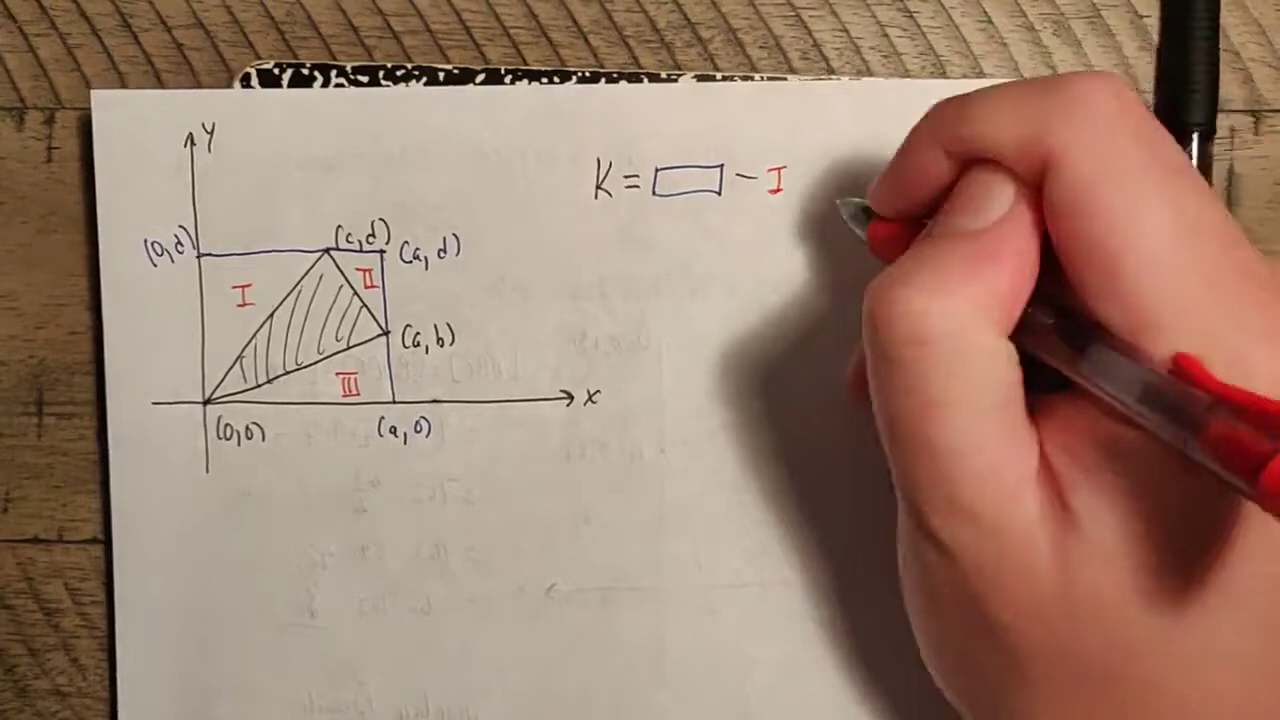 y
K = ▭ - I
(0,d) (c,d) (a,d)
I II
(a,b)
III
x
(0,0) (a,0)